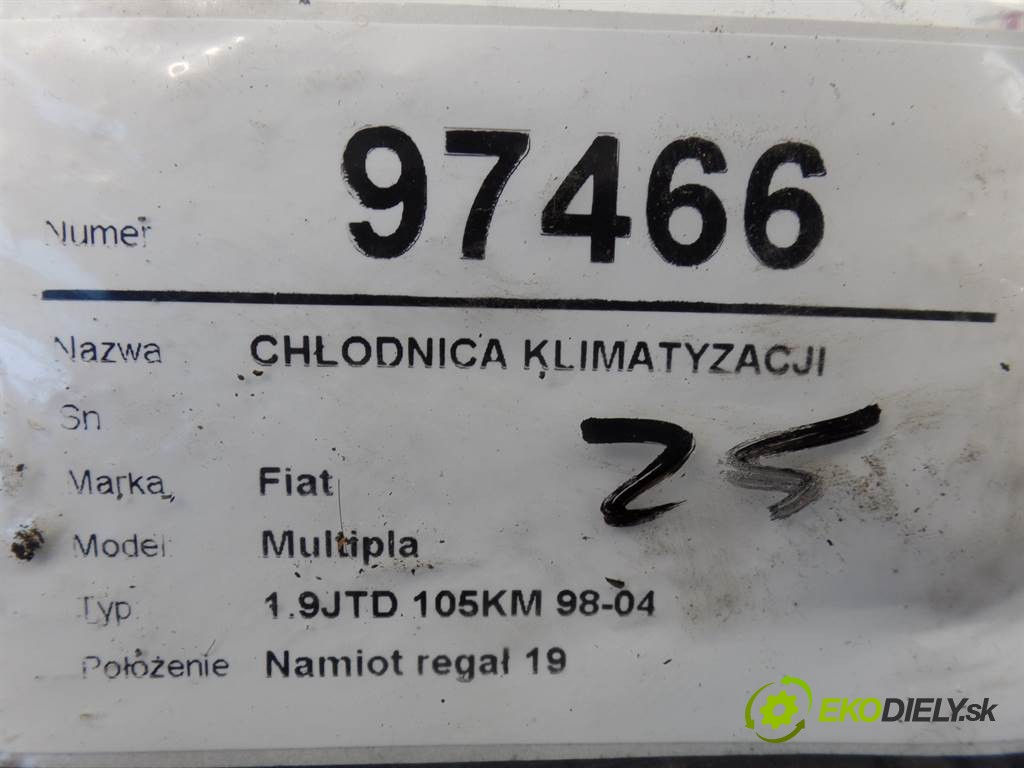 Numer 97466
Nazwa CHŁODNICA KLIMATYZACJI
Sn
25
Marka Fiat
Model Multipla
Typ 1.9JTD 105KM 98-04
Położenie Namiot regał 19
EKODIELY.sk